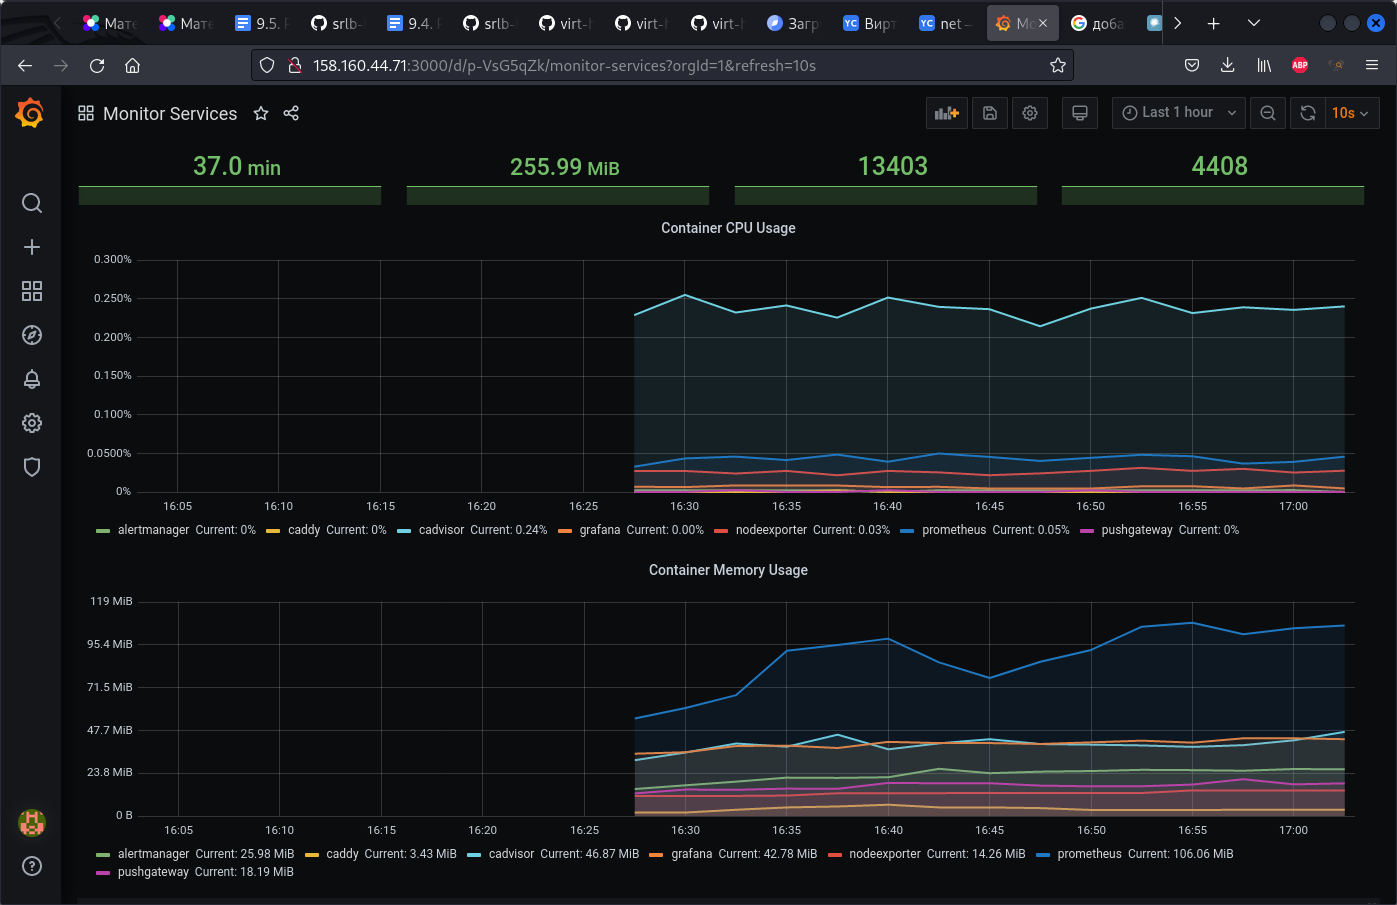 Мате Мате 9.5. srlb- 9.4. srlb- virt-h virt- virt-h Загру YC Вирт YC net – Mo G доба
158.160.44.71:3000/d/p-VsG5qZk/monitor-services?orgId=1&refresh=10s ABP
Monitor Services Last 1 hour 10s
37.0 min 255.99 MiB 13403 4408
Container CPU Usage
0.300%
0.250%
0.200%
0.150%
0.100%
0.0500%
0%
16:05 16:10 16:15 16:20 16:25 16:30 16:35 16:40 16:45 16:50 16:55 17:00
alertmanager Current: 0% caddy Current: 0% cadvisor Current: 0.24% grafana Current: 0.00% nodeexporter Current: 0.03% prometheus Current: 0.05% pushgateway Current: 0%
Container Memory Usage
119 MiB
95.4 MiB
71.5 MiB
47.7 MiB
23.8 MiB
0 B
16:05 16:10 16:15 16:20 16:25 16:30 16:35 16:40 16:45 16:50 16:55 17:00
alertmanager Current: 25.98 MiB caddy Current: 3.43 MiB cadvisor Current: 46.87 MiB grafana Current: 42.78 MiB nodeexporter Current: 14.26 MiB prometheus Current: 106.06 MiB
pushgateway Current: 18.19 MiB